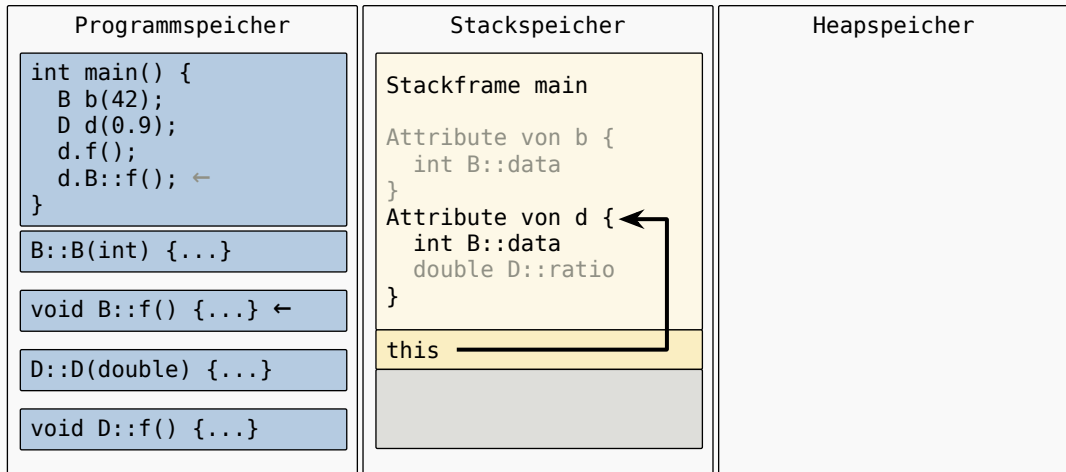 Programmspeicher
int main() {
  B b(42);
  D d(0.9);
  d.f();
  d.B::f(); ←
}
B::B(int) {...}
void B::f() {...} ←
D::D(double) {...}
void D::f() {...}
Stackspeicher
Stackframe main
Attribute von b {
  int B::data
}
Attribute von d {
  int B::data
  double D::ratio
}
this
Heapspeicher